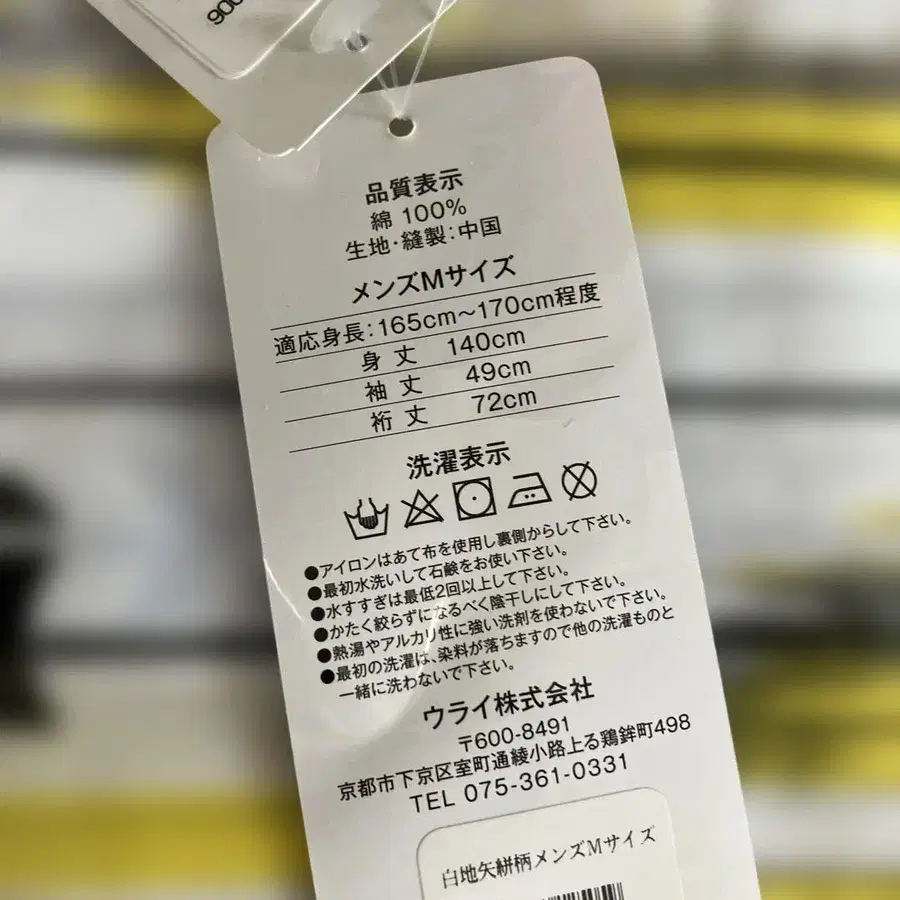 900
品質表示
綿 100%
生地・縫製：中国
メンズMサイズ
適応身長：165cm〜170cm程度
身丈 140cm
袖丈 49cm
裄丈 72cm
洗濯表示
●アイロンはあて布を使用し裏側からして下さい。
●最初水洗いして石鹸をお使い下さい。
●水すすぎは最低2回以上して下さい。
●かたく絞らずになるべく陰干しにして下さい。
●熱湯やアルカリ性に強い洗剤を使わないで下さい。
●最初の洗濯は、染料が落ちますので他の洗濯ものと
一緒に洗わないで下さい。
ウライ株式会社
〒600-8491
京都市下京区室町通綾小路上る鶏鉾町498
TEL 075-361-0331
白地矢絣柄メンズMサイズ